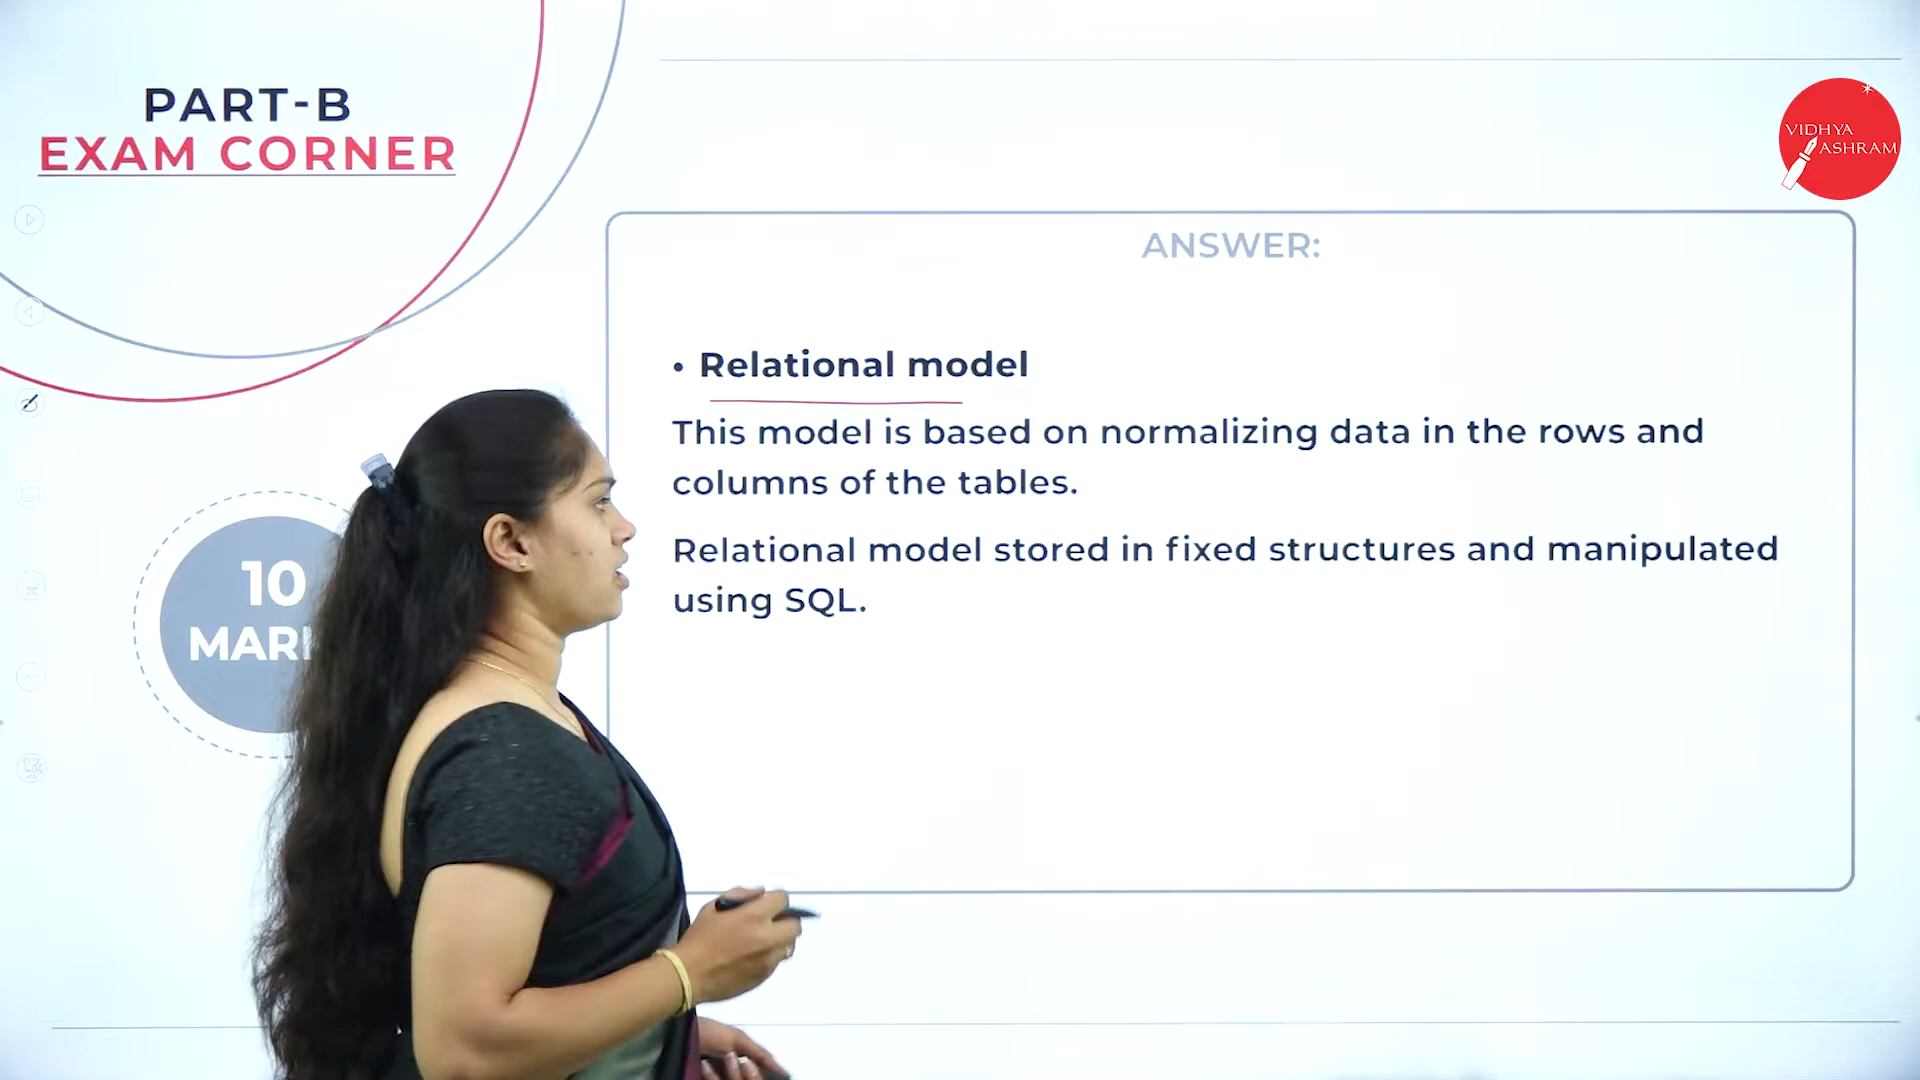 PART-B
EXAM CORNER
VIDHYA
ASHRAM
ANSWER:
• Relational model
This model is based on normalizing data in the rows and
columns of the tables.
Relational model stored in fixed structures and manipulated
using SQL.
10